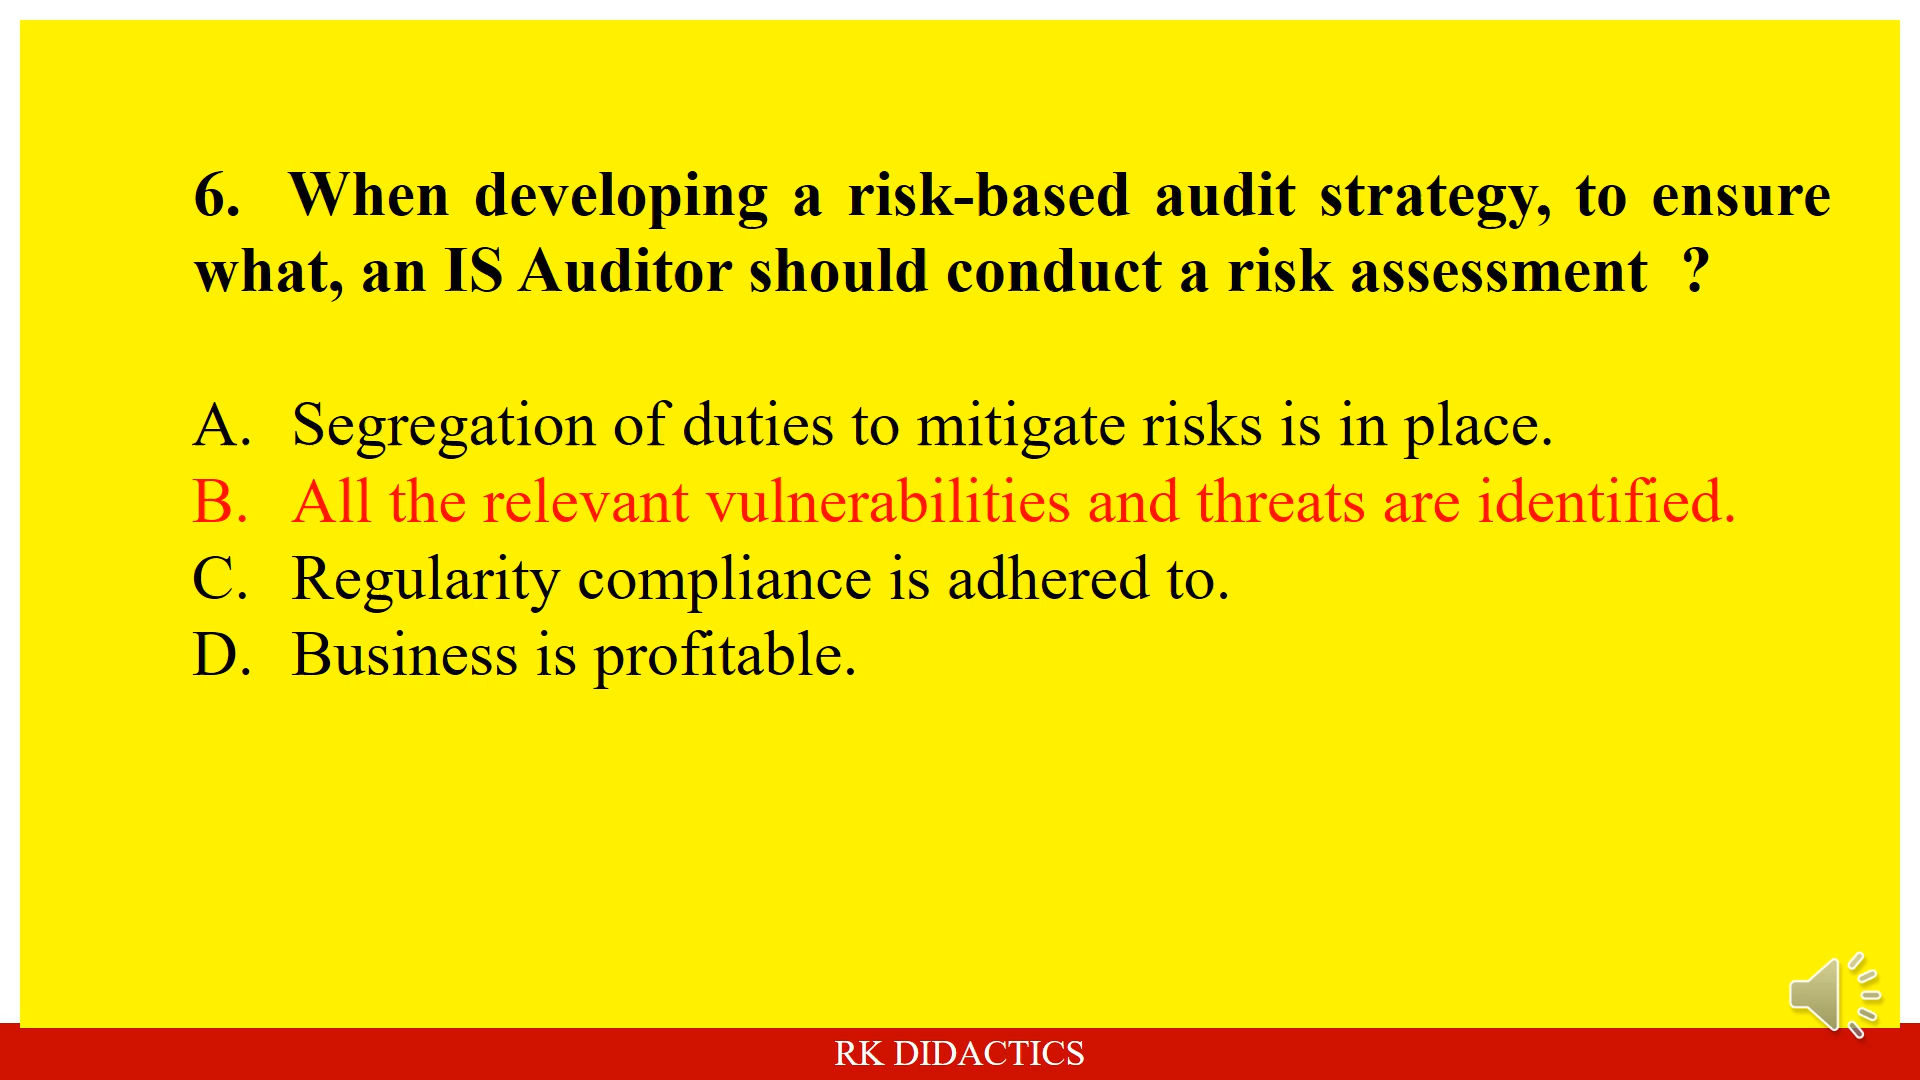 6. When developing a risk-based audit strategy, to ensure
what, an IS Auditor should conduct a risk assessment ?
A. Segregation of duties to mitigate risks is in place.
B. All the relevant vulnerabilities and threats are identified.
C. Regularity compliance is adhered to.
D. Business is profitable.
RK DIDACTICS